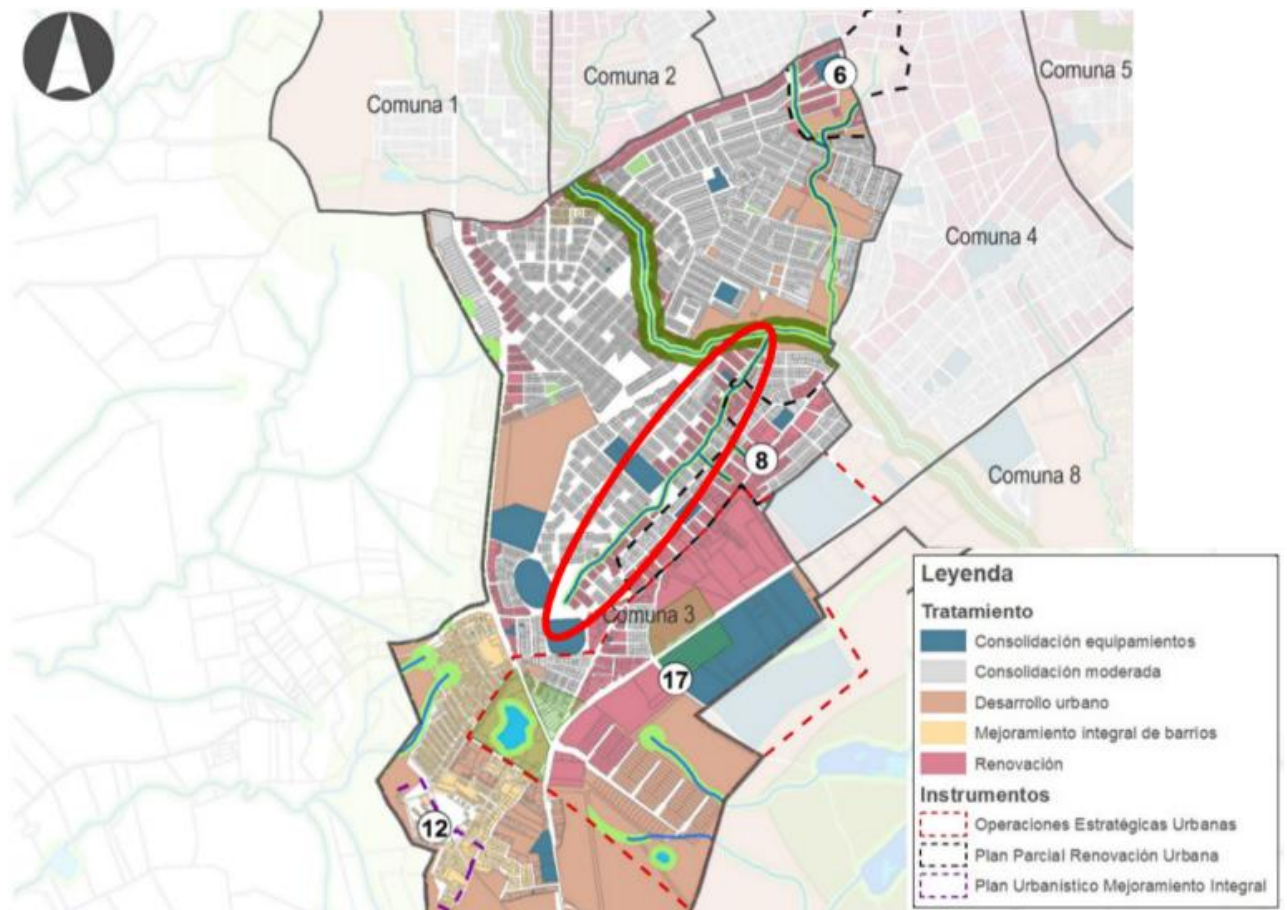 Comuna 1
Comuna 2
6
Comuna 5
Comuna 4
8
Comuna 8
Comuna 3
17
12
Leyenda
Tratamiento
Consolidación equipamientos
Consolidación moderada
Desarrollo urbano
Mejoramiento integral de barrios
Renovación
Instrumentos
Operaciones Estratégicas Urbanas
Plan Parcial Renovación Urbana
Plan Urbanístico Mejoramiento Integral